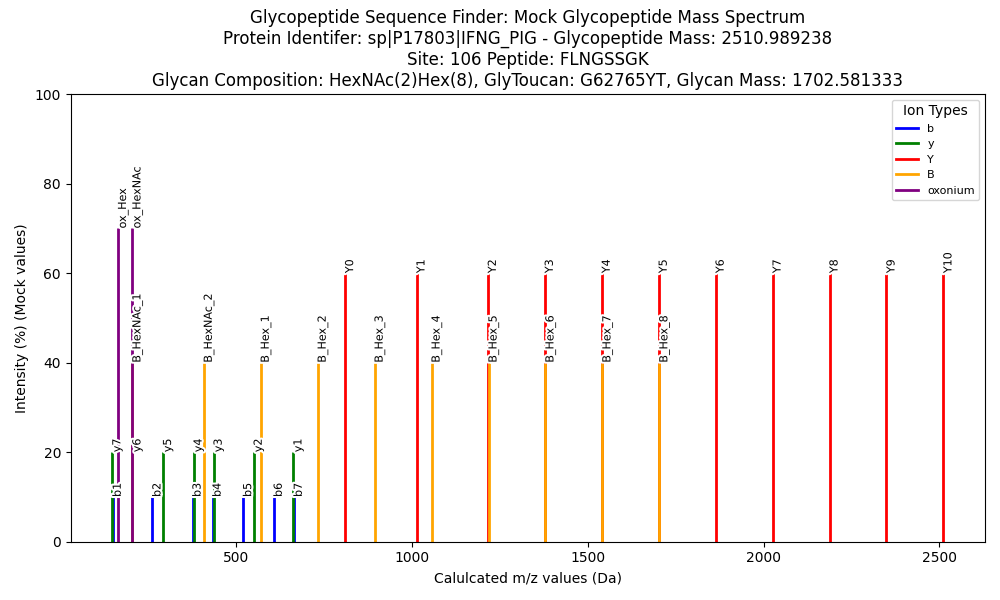 Glycopeptide Sequence Finder: Mock Glycopeptide Mass Spectrum
Protein Identifer: sp|P17803|IFNG_PIG - Glycopeptide Mass: 2510.989238
Site: 106 Peptide: FLNGSSGK
Glycan Composition: HexNAc(2)Hex(8), GlyToucan: G62765YT, Glycan Mass: 1702.581333
Intensity (%) (Mock values)
100
80
60
40
20
0
Ion Types
b
y
Y
B
oxonium
ox_Hex
ox_HexNAc
B_HexNAc_1
B_HexNAc_2
B_Hex_1
B_Hex_2
B_Hex_3
B_Hex_4
B_Hex_5
B_Hex_6
B_Hex_7
B_Hex_8
Y0
Y1
Y2
Y3
Y4
Y5
Y6
Y7
Y8
Y9
Y10
y7
y6
y5
y4
y3
y2
y1
b1
b2
b3
b4
b5
b6
b7
500
1000
1500
2000
2500
Calulcated m/z values (Da)